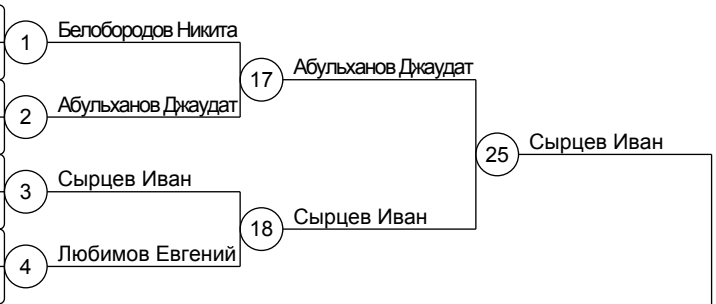 1 Белобородов Никита
17 Абульханов Джаудат
2 Абульханов Джаудат
25 Сырцев Иван
3 Сырцев Иван
18 Сырцев Иван
4 Любимов Евгений